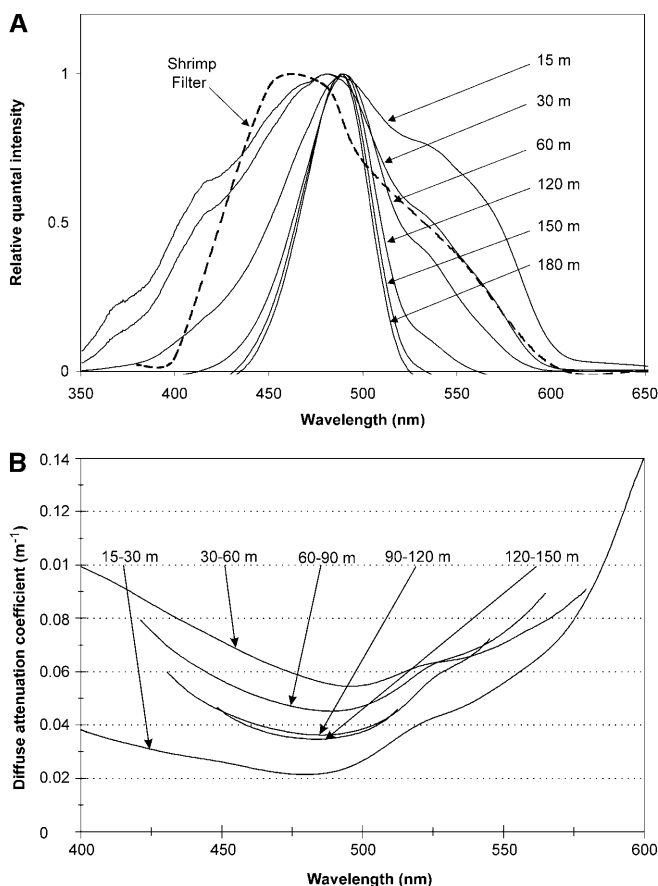 A
Shrimp
Filter
15 m
30 m
60 m
120 m
150 m
180 m
Relative quantal intensity
1
0.5
0
350 400 450 500 550 600 650
Wavelength (nm)
B
0.14
0.12
0.1
0.08
0.06
0.04
0.02
0
15-30 m 30-60 m 60-90 m 90-120 m 120-150 m
Diffuse attenuation coefficient (m⁻¹)
400 450 500 550 600
Wavelength (nm)